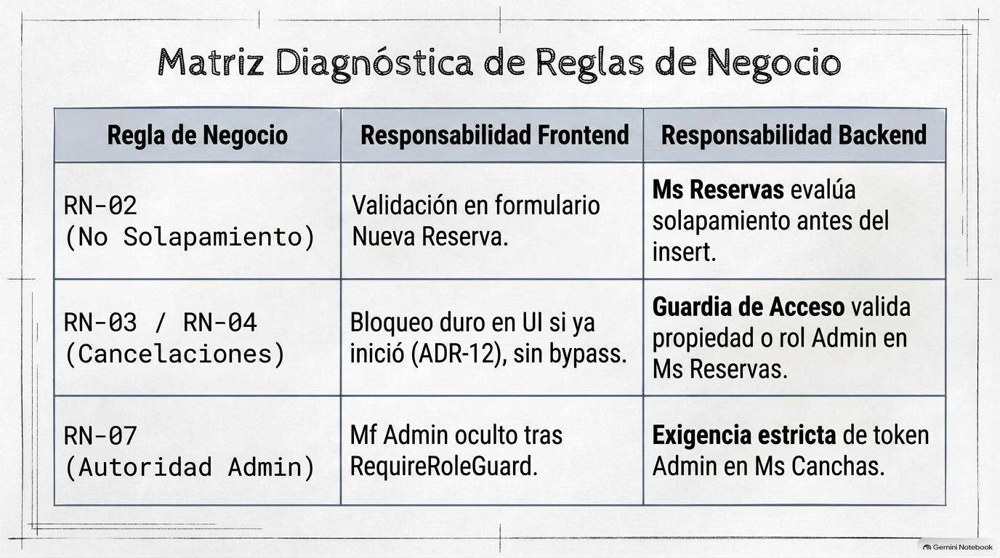 Matriz Diagnóstica de Reglas de Negocio
Regla de Negocio
Responsabilidad Frontend
Responsabilidad Backend
RN-02
(No Solapamiento)
Validación en formulario
Nueva Reserva.
Ms Reservas evalúa
solapamiento antes del
insert.
RN-03 / RN-04
(Cancelaciones)
Bloqueo duro en UI si ya
inició (ADR-12), sin bypass.
Guardia de Acceso valida
propiedad o rol Admin en
Ms Reservas.
RN-07
(Autoridad Admin)
Mf Admin oculto tras
RequireRoleGuard.
Exigencia estricta de token
Admin en Ms Canchas.
Gemini Notebook